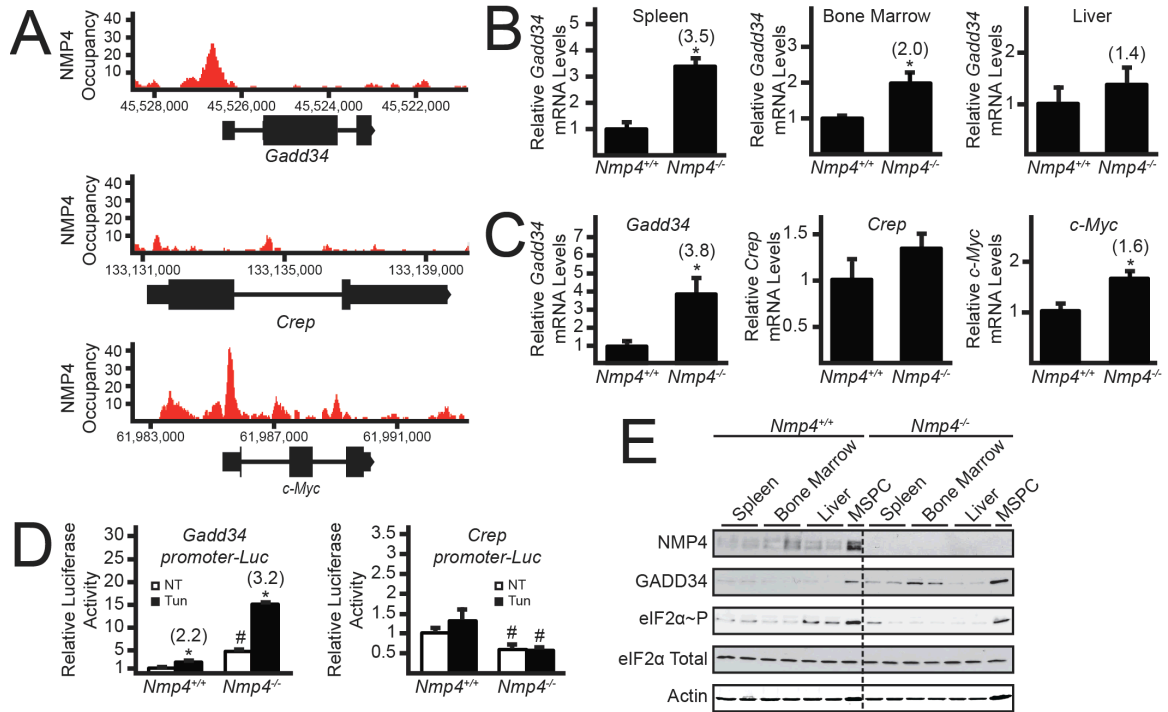 A
NMP4
Occupancy
40
30
20
10
45,528,000
45,526,000
45,524,000
45,522,000
Gadd34
NMP4
Occupancy
40
30
20
10
133,131,000
133,135,000
133,139,000
Crep
NMP4
Occupancy
40
30
20
10
61,983,000
61,987,000
61,991,000
c-Myc
B
Relative Gadd34
mRNA Levels
Spleen
5
4
3
2
1
(3.5)
*
Nmp4+/+
Nmp4-/-
Relative Gadd34
mRNA Levels
Bone Marrow
3
2
1
(2.0)
*
Nmp4+/+
Nmp4-/-
Relative Gadd34
mRNA Levels
Liver
2
1
(1.4)
Nmp4+/+
Nmp4-/-
C
Relative Gadd34
mRNA Levels
Gadd34
7
6
5
4
3
2
1
(3.8)
*
Nmp4+/+
Nmp4-/-
Relative Crep
mRNA Levels
Crep
1.5
1
0.5
Nmp4+/+
Nmp4-/-
Relative c-Myc
mRNA Levels
c-Myc
2
1
(1.6)
*
Nmp4+/+
Nmp4-/-
D
Relative Luciferase
Activity
Gadd34
promoter-Luc
30
25
20
15
10
5
1
NT
Tun
(2.2)
*
#
(3.2)
*
Nmp4+/+
Nmp4-/-
Relative Luciferase
Activity
Crep
promoter-Luc
3.5
3
2.5
2
1.5
1
0.5
NT
Tun
#
#
Nmp4+/+
Nmp4-/-
E
Nmp4+/+
Nmp4-/-
Spleen
Bone Marrow
Liver
MSPC
Spleen
Bone Marrow
Liver
MSPC
NMP4
GADD34
eIF2α~P
eIF2α Total
Actin